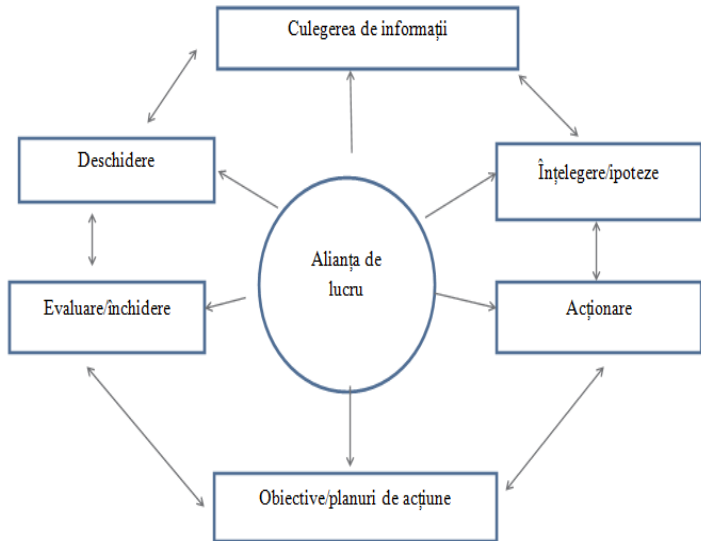 Culegerea de informații
Deschidere
Înțelegere/ipoteze
Alianța de
lucru
Evaluare/închidere
Acționare
Obiective/planuri de acțiune